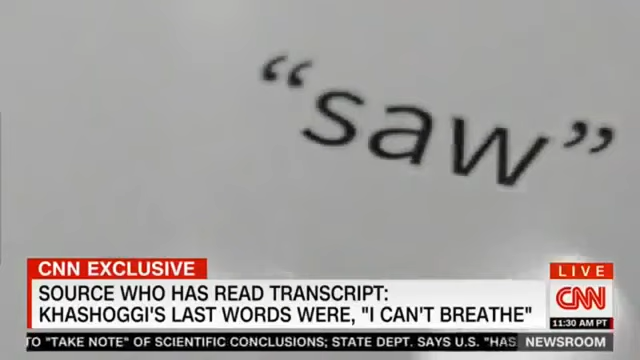 “saw”
CNN EXCLUSIVE
SOURCE WHO HAS READ TRANSCRIPT:
KHASHOGGI'S LAST WORDS WERE, "I CAN'T BREATHE"
LIVE
CNN
11:30 AM PT
TO "TAKE NOTE" OF SCIENTIFIC CONCLUSIONS; STATE DEPT. SAYS U.S. "HAS
NEWSROOM